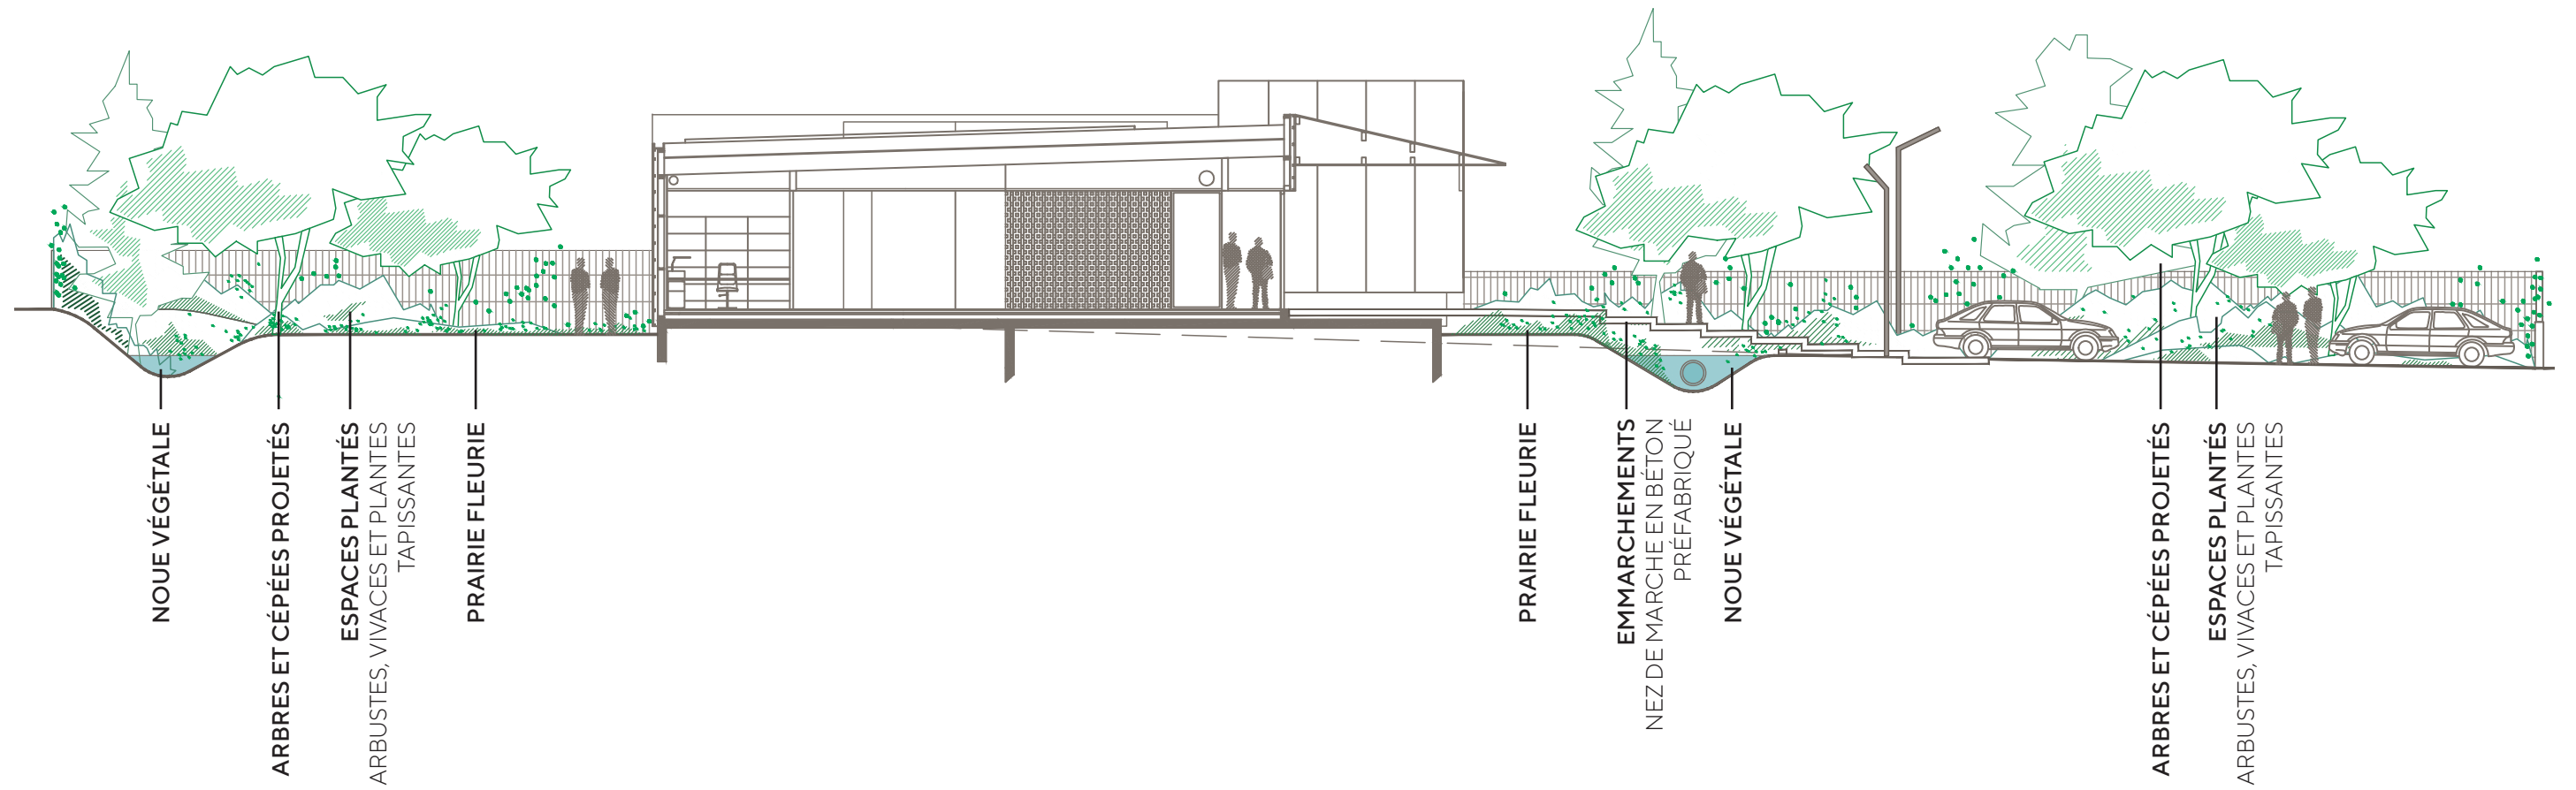 NOUE VÉGÉTALE
ARBRES ET CÉPÉES PROJETÉS
ESPACES PLANTÉS
ARBUSTES, VIVACES ET PLANTES
TAPISSANTES
PRAIRIE FLEURIE
PRAIRIE FLEURIE
EMMARCHEMENTS
NEZ DE MARCHE EN BÉTON
PRÉFABRIQUÉ
NOUE VÉGÉTALE
ARBRES ET CÉPÉES PROJETÉS
ESPACES PLANTÉS
ARBUSTES, VIVACES ET PLANTES
TAPISSANTES